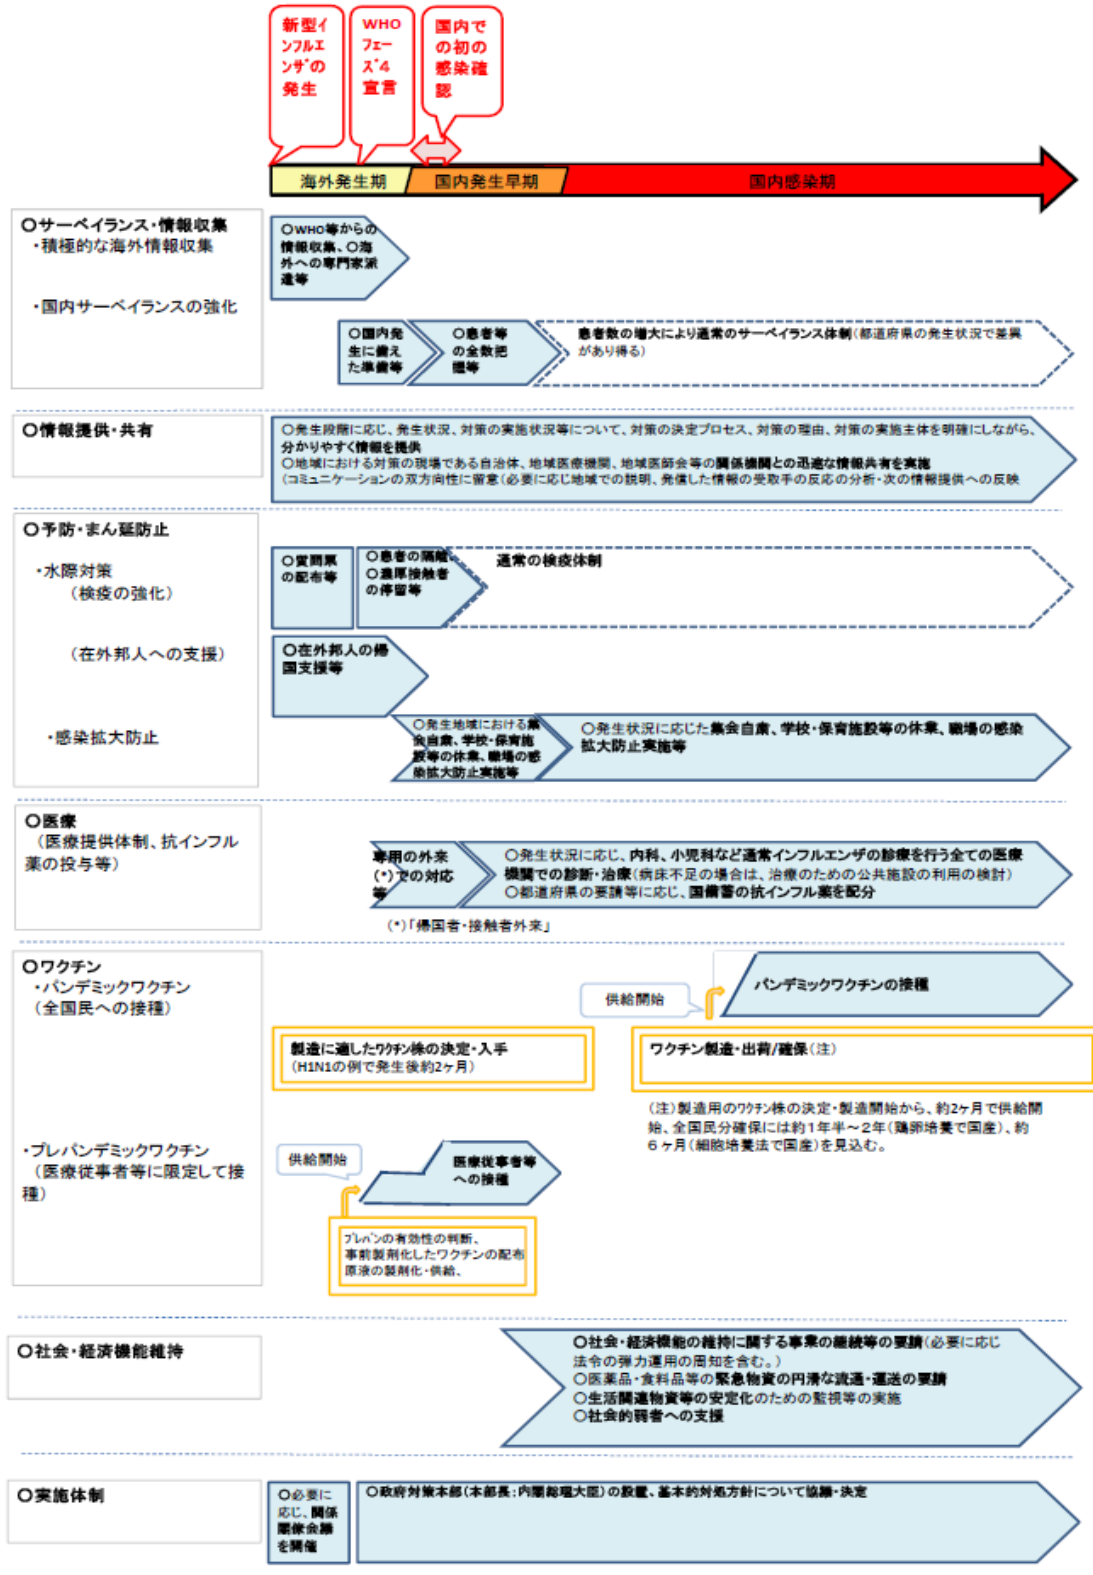 新型イ
ンフルエ
ンザの
発生
WHO
フェー
ズ4
宣言
国内で
の初の
感染確
認
海外発生期
国内発生早期
国内感染期
〇サーベイランス・情報収集
・積極的な海外情報収集
・国内サーベイランスの強化
〇WHO等からの
情報収集、〇海
外への専門家派
遣等
〇国内発
生に備え
た準備等
〇患者等
の全数把
握等
患者数の増大により通常のサーベイランス体制(都道府県の発生状況で差異
があり得る)
〇情報提供・共有
〇発生段階に応じ、発生状況、対策の実施状況等について、対策の決定プロセス、対策の理由、対策の実施主体を明確にしながら、
分かりやすく情報を提供
〇地域における対策の現場である自治体、地域医療機関、地域医師会等の関係機関との迅速な情報共有を実施
(コミュニケーションの双方向性に留意(必要に応じ地域での説明、発信した情報の受取手の反応の分析・次の情報提供への反映
〇予防・まん延防止
・水際対策
(検疫の強化)
(在外邦人への支援)
・感染拡大防止
〇質問票
の配布等
〇患者の隔離、
〇濃厚接触者
の停留等
通常の検疫体制
〇在外邦人の帰
国支援等
〇発生地域における集
会自粛、学校・保育施
設等の休業、職場の感
染拡大防止実施等
〇発生状況に応じた集会自粛、学校・保育施設等の休業、職場の感染
拡大防止実施等
〇医療
(医療提供体制、抗インフル
薬の投与等)
専用の外来
(*)での対応
等
〇発生状況に応じ、内科、小児科など通常インフルエンザの診療を行う全ての医療
機関での診断・治療(病床不足の場合は、治療のための公共施設の利用の検討)
〇都道府県の要請等に応じ、国備蓄の抗インフル薬を配分
(*)「帰国者・接触者外来」
〇ワクチン
・パンデミックワクチン
(全国民への接種)
・プレパンデミックワクチン
(医療従事者等に限定して接
種)
供給開始
パンデミックワクチンの接種
製造に適したワクチン株の決定・入手
(H1N1の例で発生後約2ヶ月)
ワクチン製造・出荷/確保(注)
(注)製造用のワクチン株の決定・製造開始から、約2ヶ月で供給開
始、全国民分確保には約1年半～2年(鶏卵培養で国産)、約
6ヶ月(細胞培養法で国産)を見込む。
供給開始
医療従事者等
への接種
プレパンの有効性の判断、
事前製剤化したワクチンの配布
原液の製剤化・供給、
〇社会・経済機能維持
〇社会・経済機能の維持に関する事業の継続等の要請(必要に応じ
法令の弾力運用の周知を含む。)
〇医薬品・食料品等の緊急物資の円滑な流通・運送の要請
〇生活関連物資等の安定化のための監視等の実施
〇社会的弱者への支援
〇実施体制
〇必要に
応じ、関係
閣僚会議
を開催
〇政府対策本部(本部長:内閣総理大臣)の設置、基本的対処方針について協議・決定